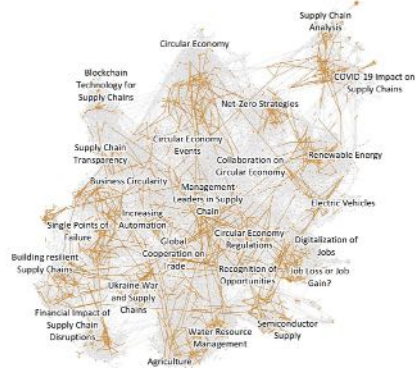 Supply Chain
Analysis
Circular Economy
COVID-19 Impact on
Supply Chains
Blockchain
Technology for
Supply Chains
Net-Zero Strategies
Circular Economy
Events
Supply Chain
Transparency
Collaboration on
Circular Economy
Renewable Energy
Business Circularity
Management
Leaders in Supply
Chain
Electric Vehicles
Increasing
Automation
Single Points of
Failure
Global
Cooperation on
Trade
Circular Economy
Regulations
Digitalization of
Jobs
Building resilient
Supply Chains
Recognition of
Opportunities
Job Loss or Job
Gain?
Ukraine War
and Supply
Chains
Financial Impact of
Supply Chain
Disruptions
Semiconductor
Supply
Water Resource
Management
Agriculture